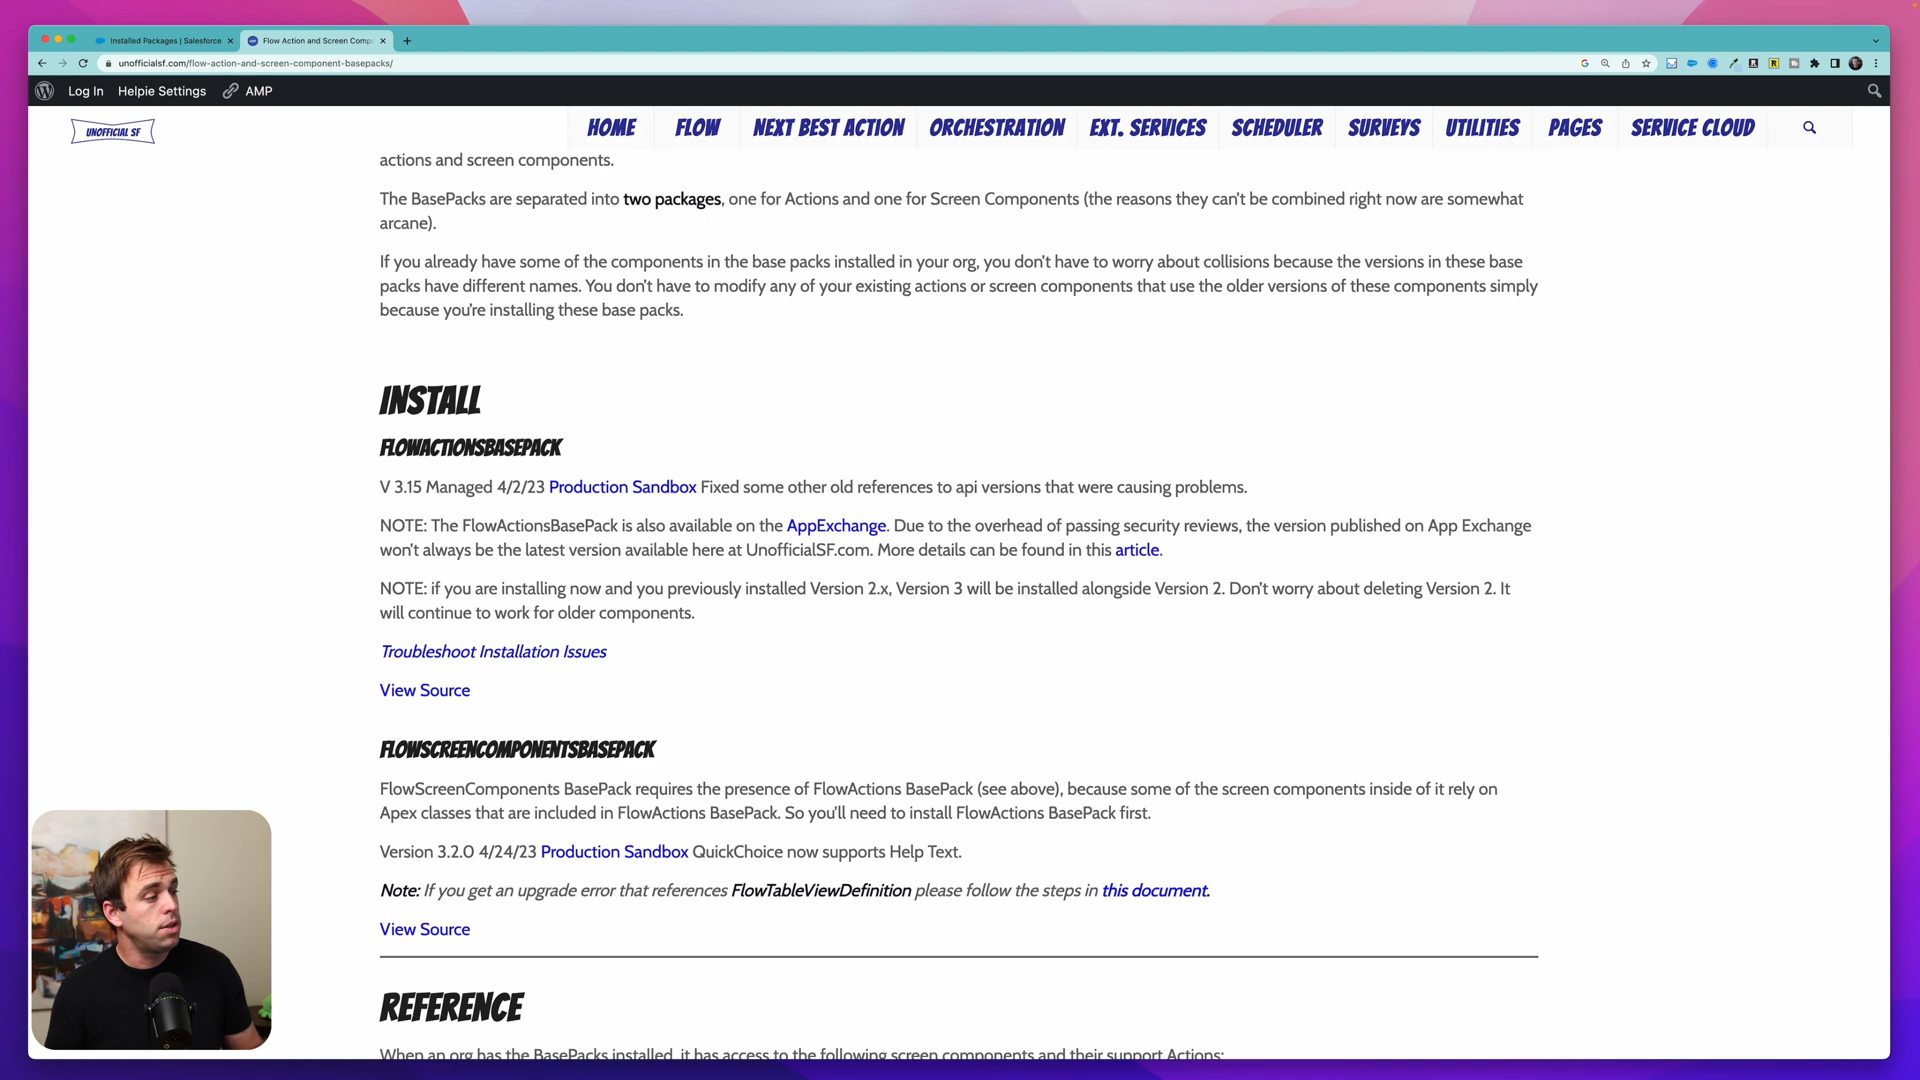 Installed Packages | Salesforce
Flow Action and Screen Comp
unofficialsf.com/flow-action-and-screen-component-basepacks/
Log In
Helpie Settings
AMP
UNOFFICIAL SF
HOME
FLOW
NEXT BEST ACTION
ORCHESTRATION
EXT. SERVICES
SCHEDULER
SURVEYS
UTILITIES
PAGES
SERVICE CLOUD
actions and screen components.
The BasePacks are separated into two packages, one for Actions and one for Screen Components (the reasons they can't be combined right now are somewhat
arcane).
If you already have some of the components in the base packs installed in your org, you don't have to worry about collisions because the versions in these base
packs have different names. You don't have to modify any of your existing actions or screen components that use the older versions of these components simply
because you're installing these base packs.
INSTALL
FLOWACTIONSBASEPACK
V 3.15 Managed 4/2/23 Production Sandbox Fixed some other old references to api versions that were causing problems.
NOTE: The FlowActionsBasePack is also available on the AppExchange. Due to the overhead of passing security reviews, the version published on App Exchange
won't always be the latest version available here at UnofficialSF.com. More details can be found in this article.
NOTE: if you are installing now and you previously installed Version 2.x, Version 3 will be installed alongside Version 2. Don't worry about deleting Version 2. It
will continue to work for older components.
Troubleshoot Installation Issues
View Source
FLOWSCREENCOMPONENTSBASEPACK
FlowScreenComponents BasePack requires the presence of FlowActions BasePack (see above), because some of the screen components inside of it rely on
Apex classes that are included in FlowActions BasePack. So you'll need to install FlowActions BasePack first.
Version 3.2.0 4/24/23 Production Sandbox QuickChoice now supports Help Text.
Note: If you get an upgrade error that references FlowTableViewDefinition please follow the steps in this document.
View Source
REFERENCE
When an org has the BasePacks installed, it has access to the following screen components and their support Actions: